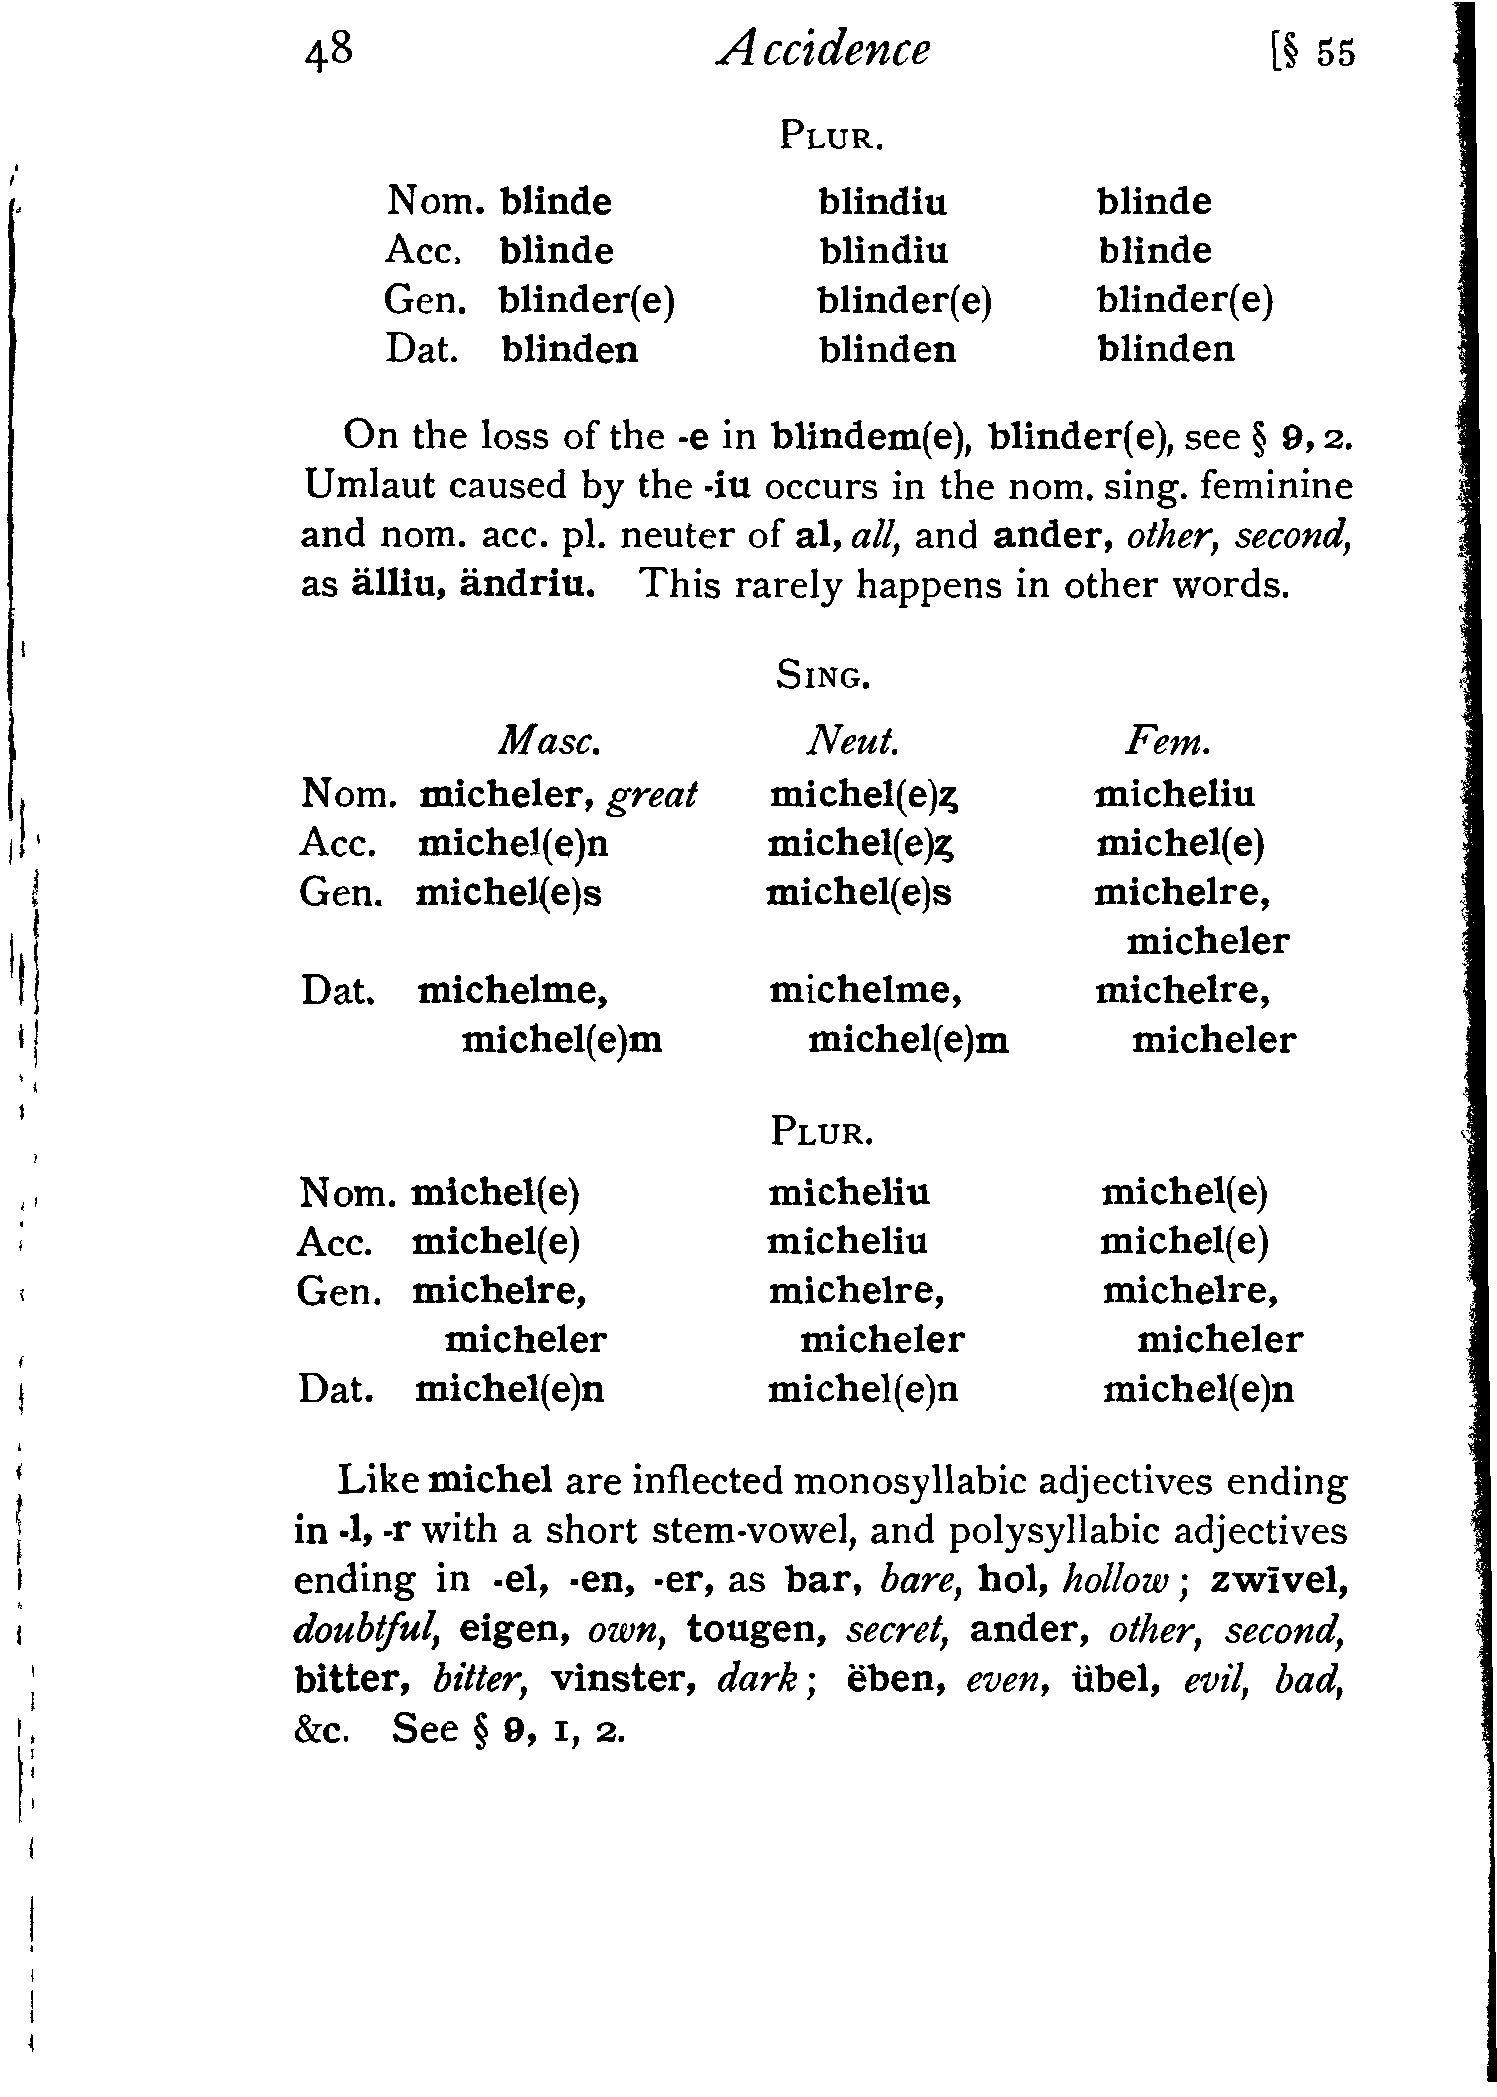 48 Accidence [§ 55
PLUR.
Nom. blinde blindiu blinde
Acc. blinde blindiu blinde
Gen. blinder(e) blinder(e) blinder(e)
Dat. blinden blinden blinden
On the loss of the -e in blindem(e), blinder(e), see § 9, 2.
Umlaut caused by the -iu occurs in the nom. sing. feminine
and nom. acc. pl. neuter of al, all, and ander, other, second,
as älliu, ändriu. This rarely happens in other words.
SING.
Masc. Neut. Fem.
Nom. micheler, great michel(e)ȥ micheliu
Acc. michel(e)n michel(e)ȥ michel(e)
Gen. michel(e)s michel(e)s michelre,
micheler
Dat. michelme, michelme, michelre,
michel(e)m michel(e)m micheler
PLUR.
Nom. michel(e) micheliu michel(e)
Acc. michel(e) micheliu michel(e)
Gen. michelre, michelre, michelre,
micheler micheler micheler
Dat. michel(e)n michel(e)n michel(e)n
Like michel are inflected monosyllabic adjectives ending
in -l, -r with a short stem-vowel, and polysyllabic adjectives
ending in -el, -en, -er, as bar, bare, hol, hollow; zwīvel,
doubtful, eigen, own, tougen, secret, ander, other, second,
bitter, bitter, vinster, dark; ëben, even, übel, evil, bad,
&c. See § 9, 1, 2.